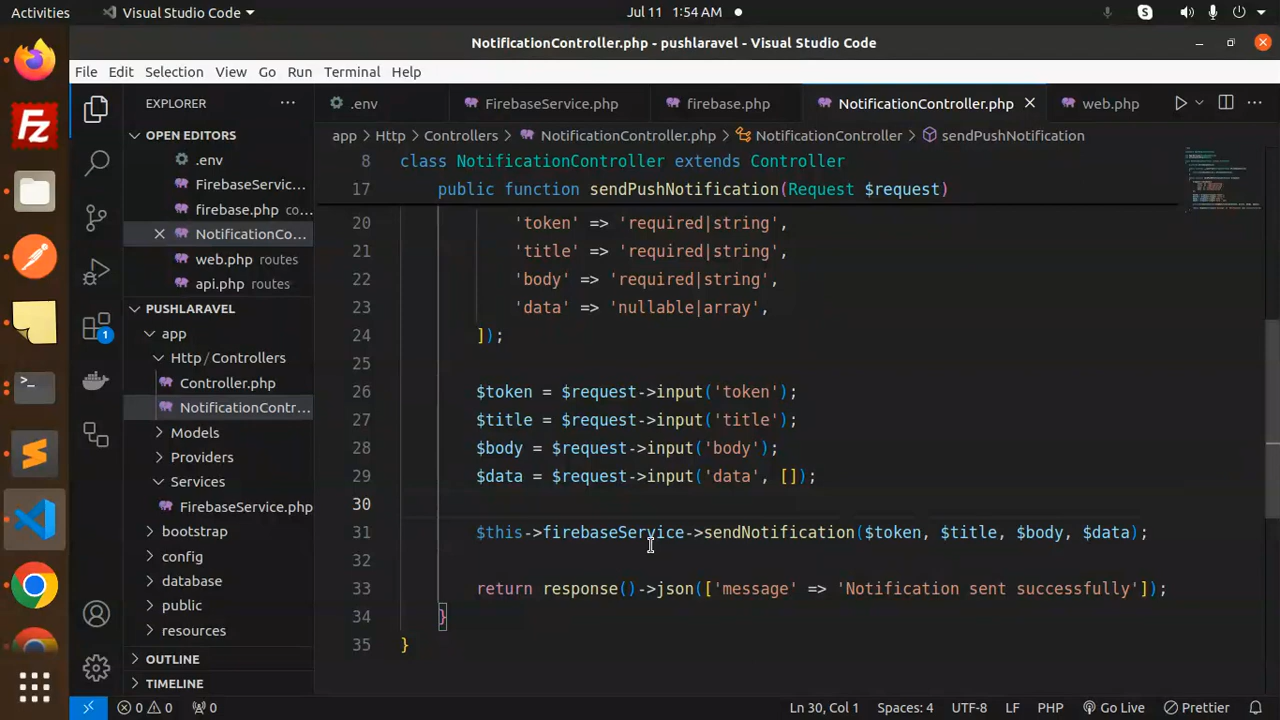 Activities Visual Studio Code Jul 11 1:54 AM
NotificationController.php - pushlaravel - Visual Studio Code
File Edit Selection View Go Run Terminal Help
EXPLORER
.env FirebaseService.php firebase.php NotificationController.php web.php
app > Http > Controllers > NotificationController.php > NotificationController > sendPushNotification
OPEN EDITORS
.env
FirebaseServic...
firebase.php co...
NotificationCo...
web.php routes
api.php routes
PUSHLARAVEL
app
Http / Controllers
Controller.php
NotificationContr...
Models
Providers
Services
FirebaseService.php
bootstrap
config
database
public
resources
OUTLINE
TIMELINE
8 class NotificationController extends Controller
17 public function sendPushNotification(Request $request)
20 'token' => 'required|string',
21 'title' => 'required|string',
22 'body' => 'required|string',
23 'data' => 'nullable|array',
24 ]);
25
26 $token = $request->input('token');
27 $title = $request->input('title');
28 $body = $request->input('body');
29 $data = $request->input('data', []);
30
31 $this->firebaseService->sendNotification($token, $title, $body, $data);
32
33 return response()->json(['message' => 'Notification sent successfully']);
34 }
35 }
0 0 0 Ln 30, Col 1 Spaces: 4 UTF-8 LF PHP Go Live Prettier
Fz
S
1